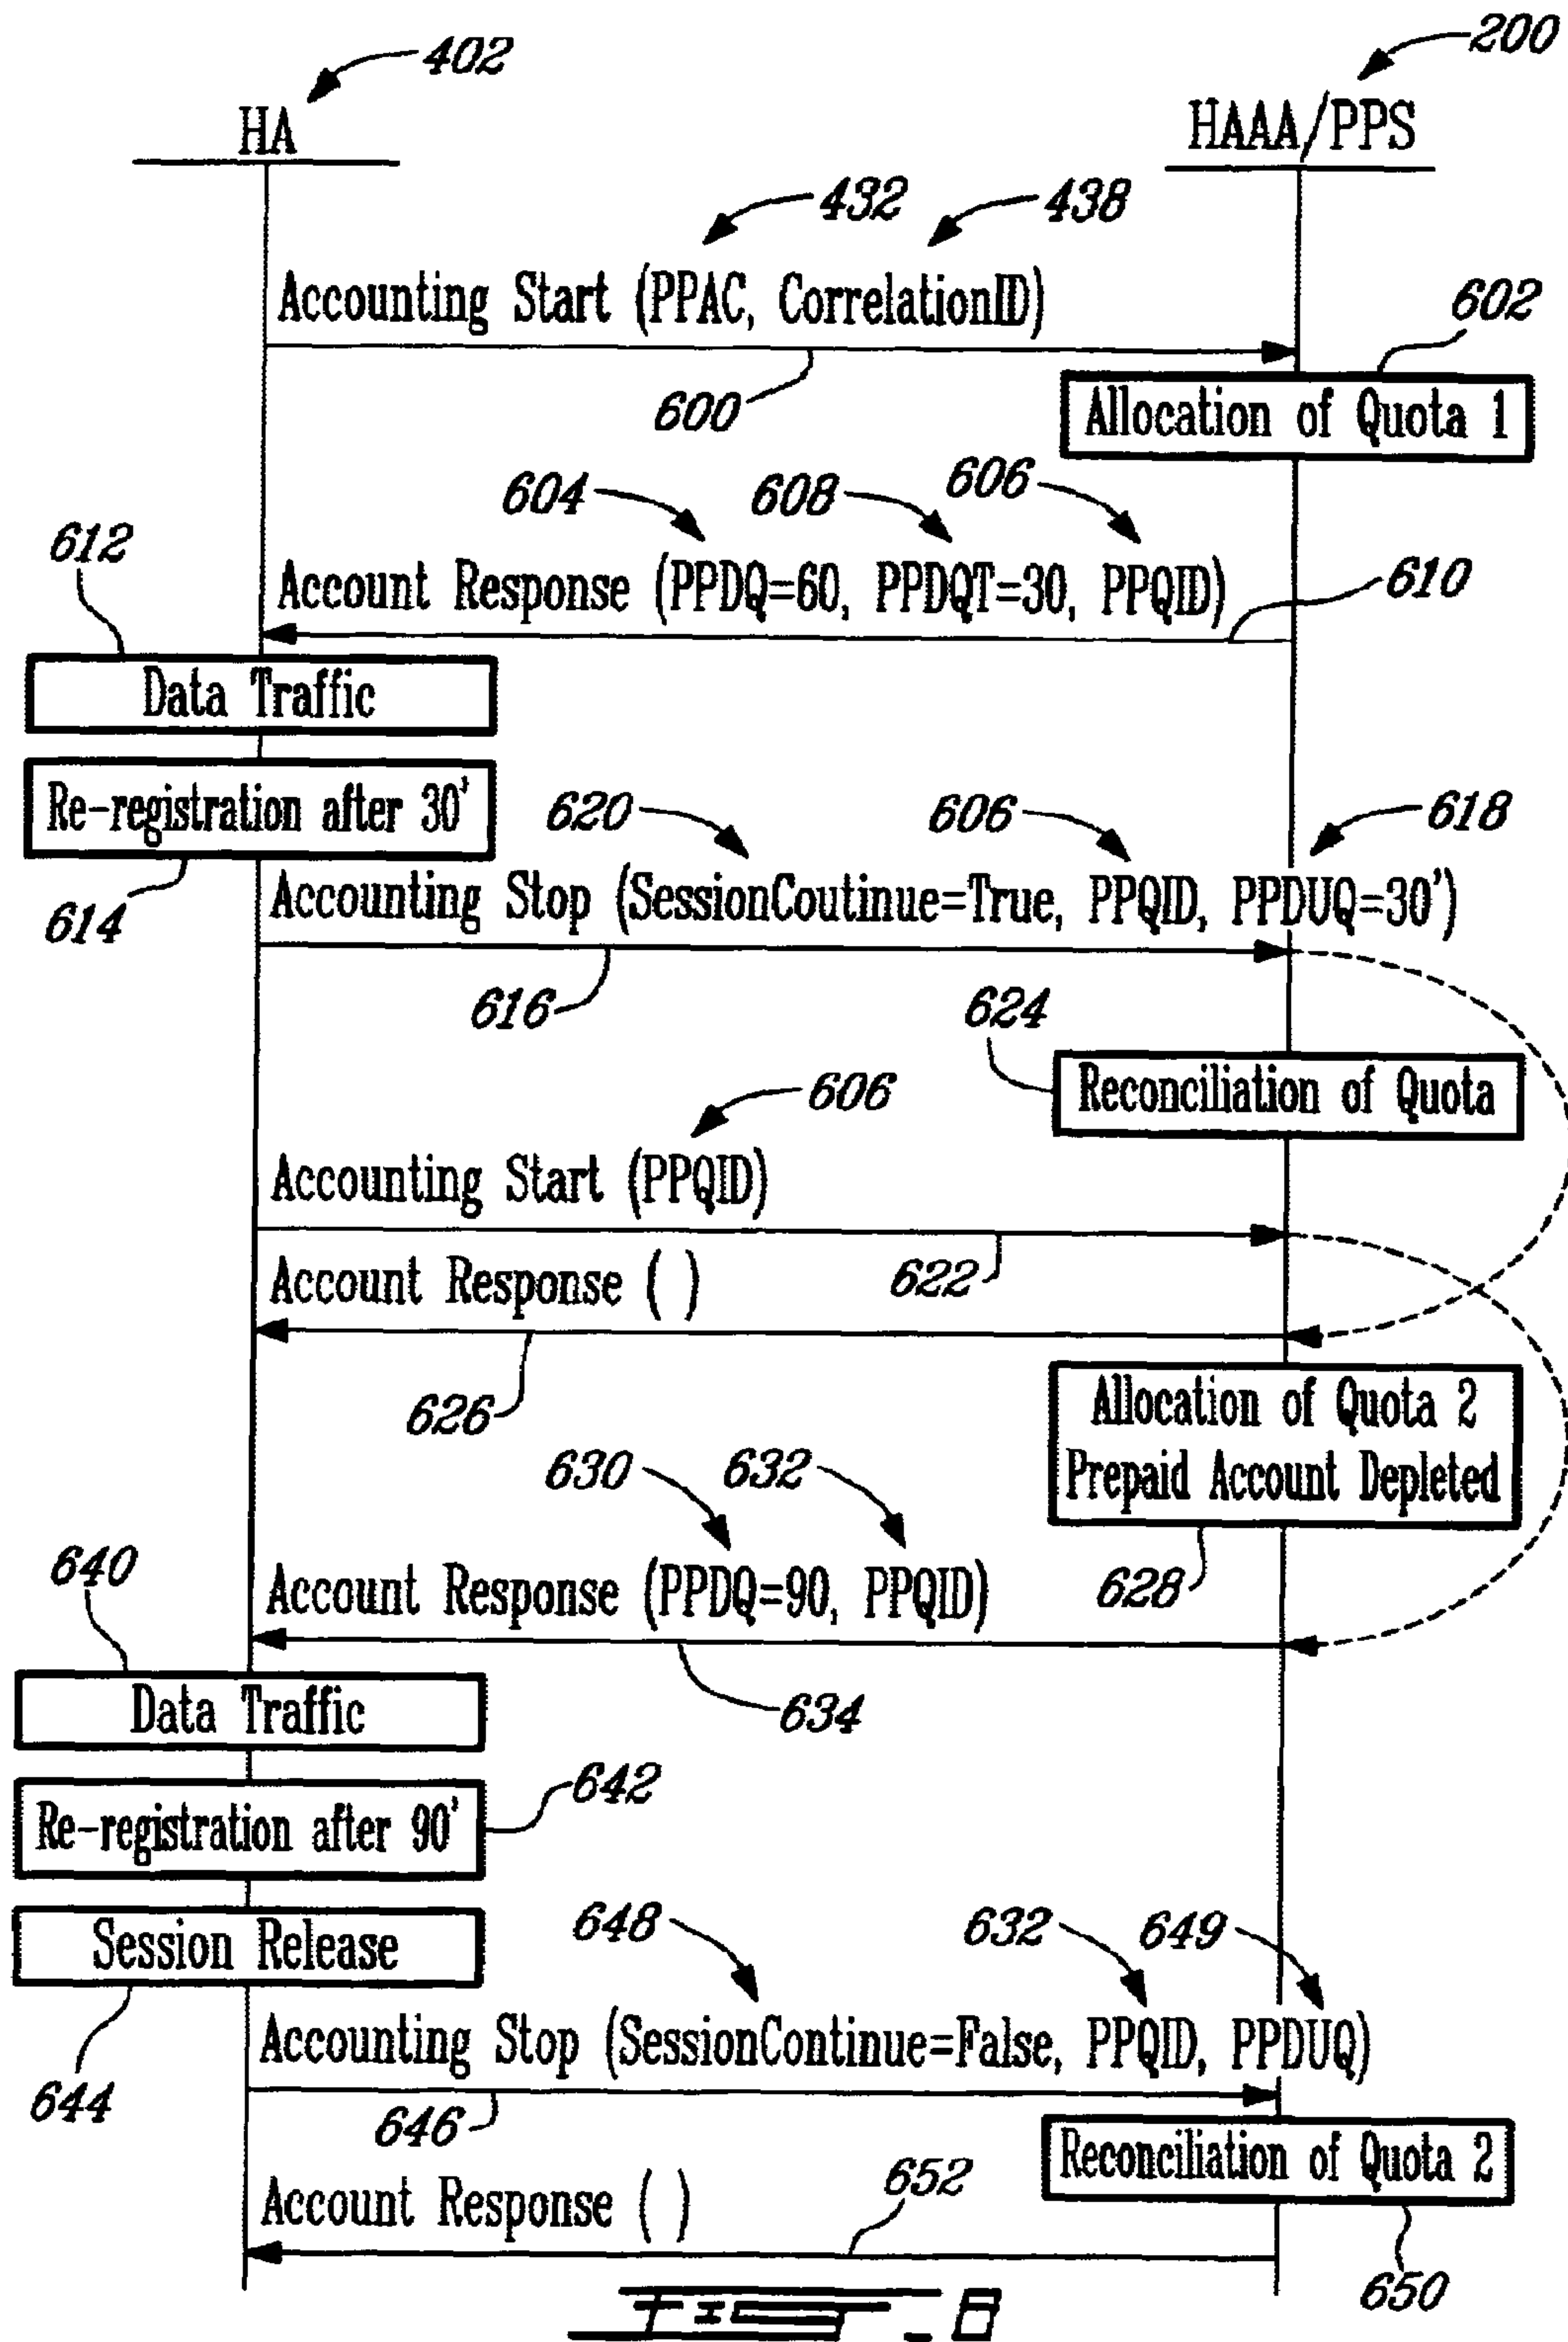 402
200
HA
HAAA/PPS
432
438
Accounting Start (PPAC, CorrelationID)
602
600
Allocation of Quota 1
604
608
606
612
Account Response (PPDQ=60, PPDQT=30, PPQID)
610
Data Traffic
Re-registration after 30'
620
606
618
614
Accounting Stop (SessionCoutinue=True, PPQID, PPDUQ=30')
616
624
Reconciliation of Quota
606
Accounting Start (PPQID)
622
Account Response ( )
626
Allocation of Quota 2
Prepaid Account Depleted
630
632
640
628
Account Response (PPDQ=90, PPQID)
634
Data Traffic
Re-registration after 90'
642
648
632
649
Session Release
644
Accounting Stop (SessionContinue=False, PPQID, PPDUQ)
646
Reconciliation of Quota 2
652
Account Response ( )
650